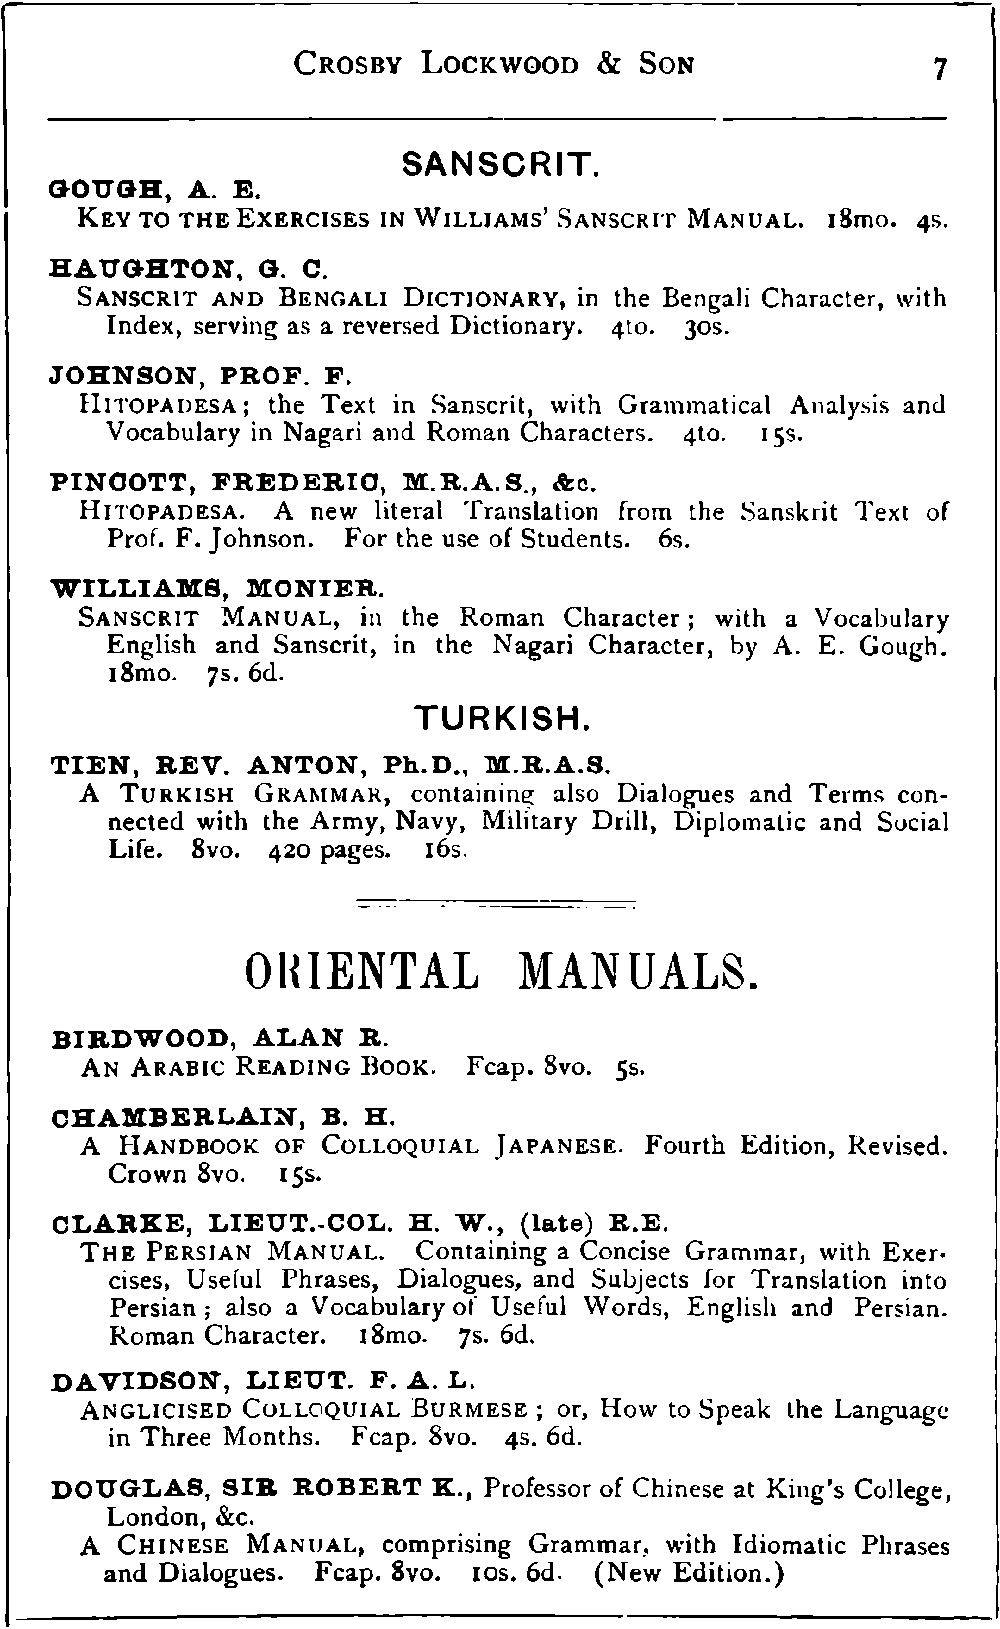 CROSBY LOCKWOOD & SON 7
SANSCRIT.
GOUGH, A. E.
KEY TO THE EXERCISES IN WILLIAMS' SANSCRIT MANUAL. 18mo. 4s.
HAUGHTON, G. C.
SANSCRIT AND BENGALI DICTIONARY, in the Bengali Character, with
Index, serving as a reversed Dictionary. 4to. 30s.
JOHNSON, PROF. F.
HITOPADESA; the Text in Sanscrit, with Grammatical Analysis and
Vocabulary in Nagari and Roman Characters. 4to. 15s.
PINCOTT, FREDERIC, M.R.A.S., &c.
HITOPADESA. A new literal Translation from the Sanskrit Text of
Prof. F. Johnson. For the use of Students. 6s.
WILLIAMS, MONIER.
SANSCRIT MANUAL, in the Roman Character; with a Vocabulary
English and Sanscrit, in the Nagari Character, by A. E. Gough.
18mo. 7s. 6d.
TURKISH.
TIEN, REV. ANTON, Ph.D., M.R.A.S.
A TURKISH GRAMMAR, containing also Dialogues and Terms con-
nected with the Army, Navy, Military Drill, Diplomatic and Social
Life. 8vo. 420 pages. 16s.
ORIENTAL MANUALS.
BIRDWOOD, ALAN R.
AN ARABIC READING BOOK. Fcap. 8vo. 5s.
CHAMBERLAIN, B. H.
A HANDBOOK OF COLLOQUIAL JAPANESE. Fourth Edition, Revised.
Crown 8vo. 15s.
CLARKE, LIEUT.-COL. H. W., (late) R.E.
THE PERSIAN MANUAL. Containing a Concise Grammar, with Exer-
cises, Useful Phrases, Dialogues, and Subjects for Translation into
Persian; also a Vocabulary of Useful Words, English and Persian.
Roman Character. 18mo. 7s. 6d.
DAVIDSON, LIEUT. F. A. L.
ANGLICISED COLLOQUIAL BURMESE; or, How to Speak the Language
in Three Months. Fcap. 8vo. 4s. 6d.
DOUGLAS, SIR ROBERT K., Professor of Chinese at King's College,
London, &c.
A CHINESE MANUAL, comprising Grammar, with Idiomatic Phrases
and Dialogues. Fcap. 8vo. 10s. 6d. (New Edition.)